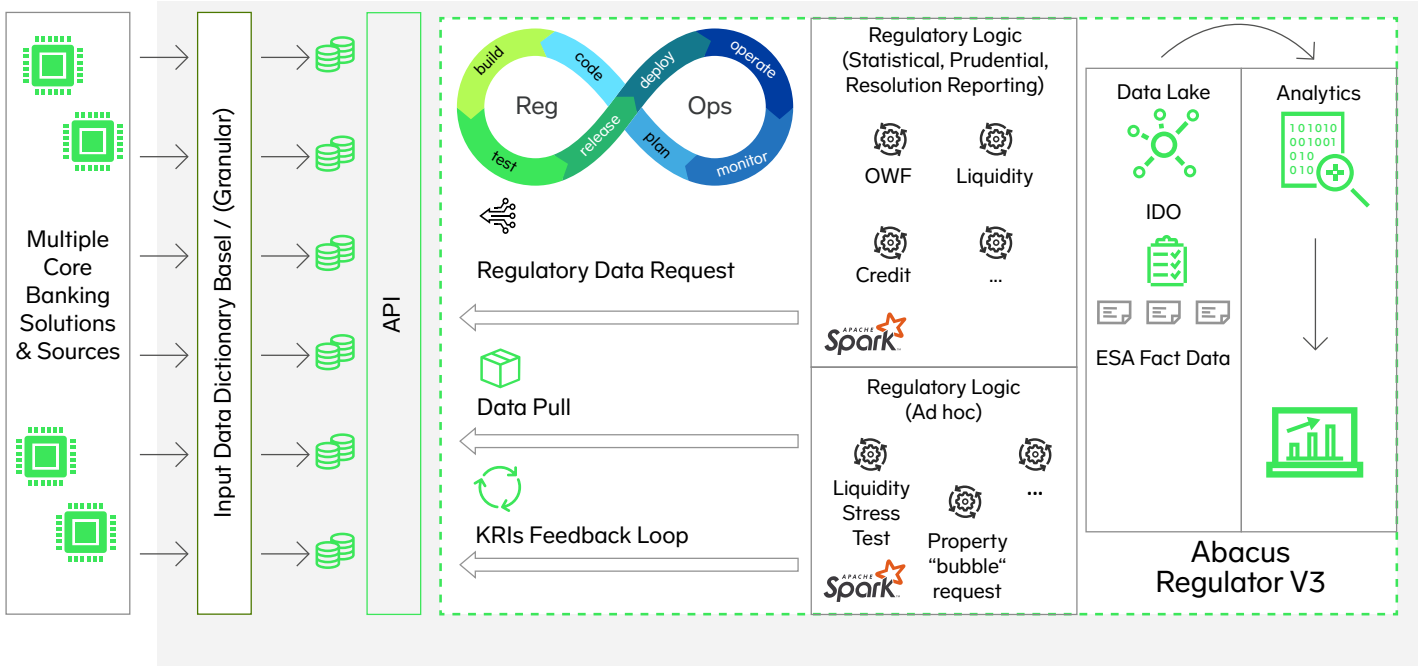 Multiple
Core
Banking
Solutions
& Sources
Input Data Dictionary Basel / (Granular)
API
build
code
deploy
operate
Reg
Ops
test
release
plan
monitor
Regulatory Data Request
Data Pull
KRIs Feedback Loop
Regulatory Logic
(Statistical, Prudential,
Resolution Reporting)
OWF
Liquidity
Credit
...
APACHE
Spark
Regulatory Logic
(Ad hoc)
Liquidity
Stress
Test
...
Property
“bubble“
request
APACHE
Spark
Data Lake
IDO
ESA Fact Data
Analytics
101010
001001
010
010
Abacus
Regulator V3